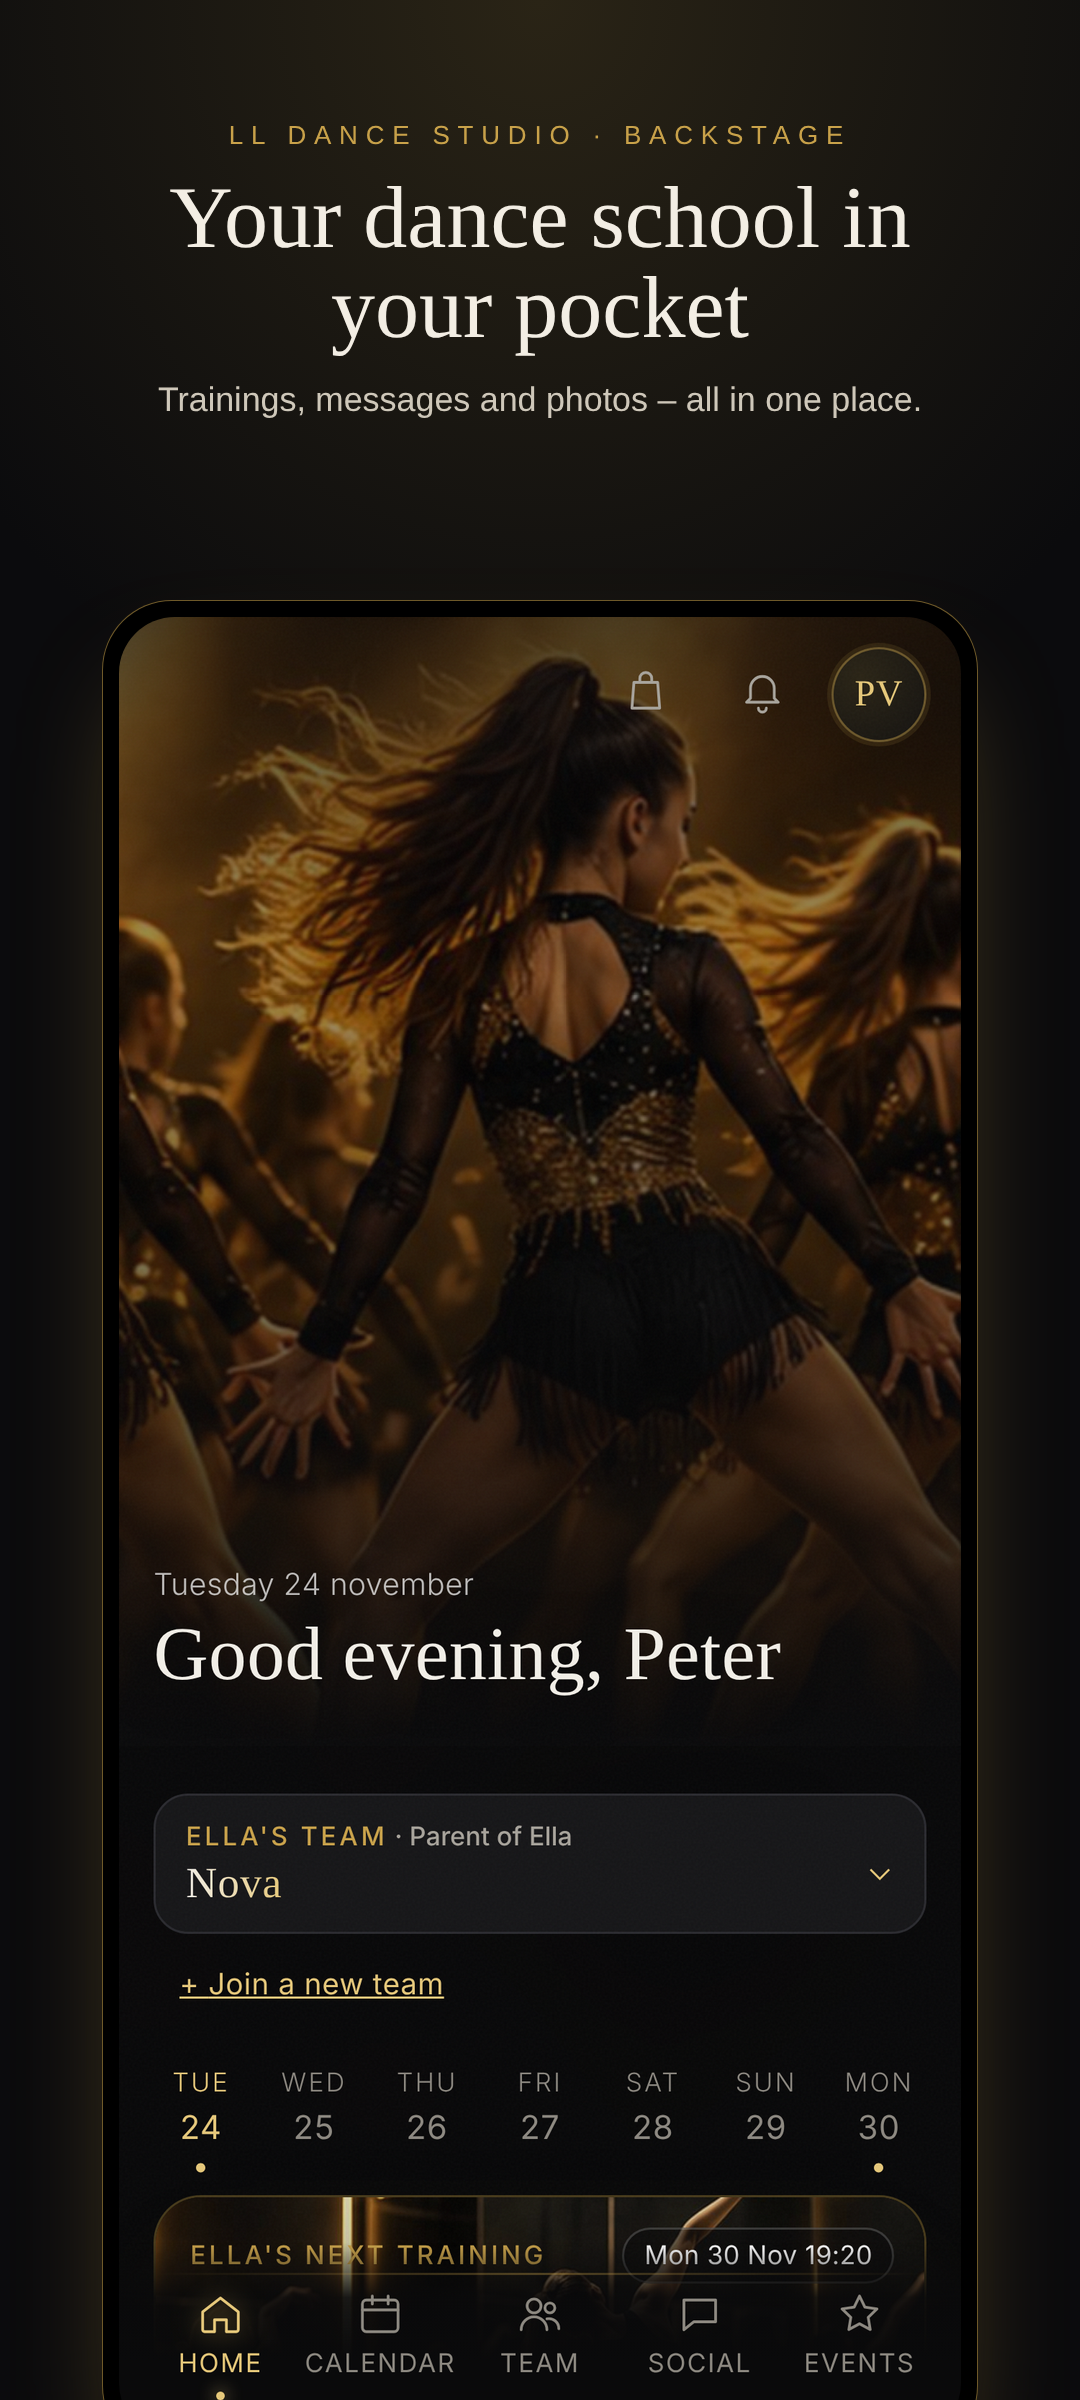 LL DANCE STUDIO · BACKSTAGE
Your dance school in
your pocket
Trainings, messages and photos – all in one place.
PV
Tuesday 24 november
Good evening, Peter
ELLA'S TEAM · Parent of Ella
Nova
+ Join a new team
TUE WED THU FRI SAT SUN MON
24 25 26 27 28 29 30
ELLA'S NEXT TRAINING Mon 30 Nov 19:20
HOME CALENDAR TEAM SOCIAL EVENTS